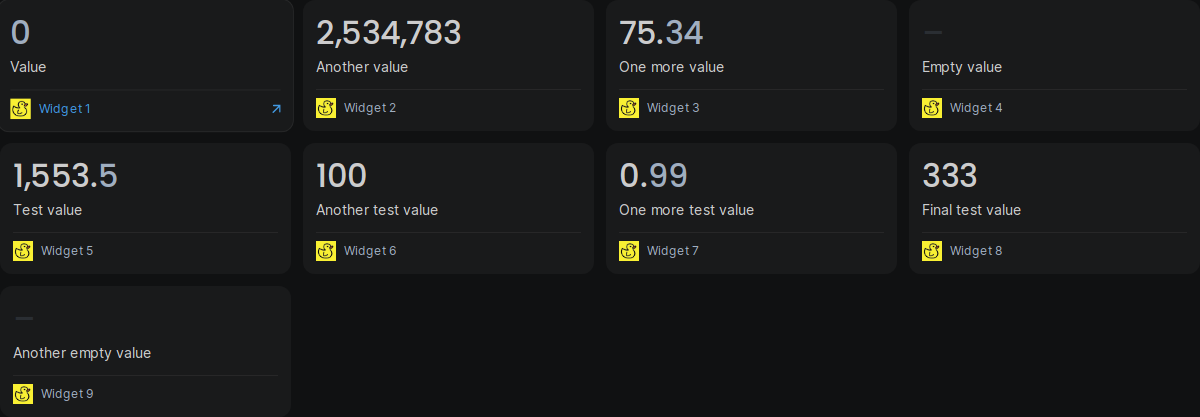 0
Value
Widget 1
2,534,783
Another value
Widget 2
75.34
One more value
Widget 3
–
Empty value
Widget 4
1,553.5
Test value
Widget 5
100
Another test value
Widget 6
0.99
One more test value
Widget 7
333
Final test value
Widget 8
–
Another empty value
Widget 9